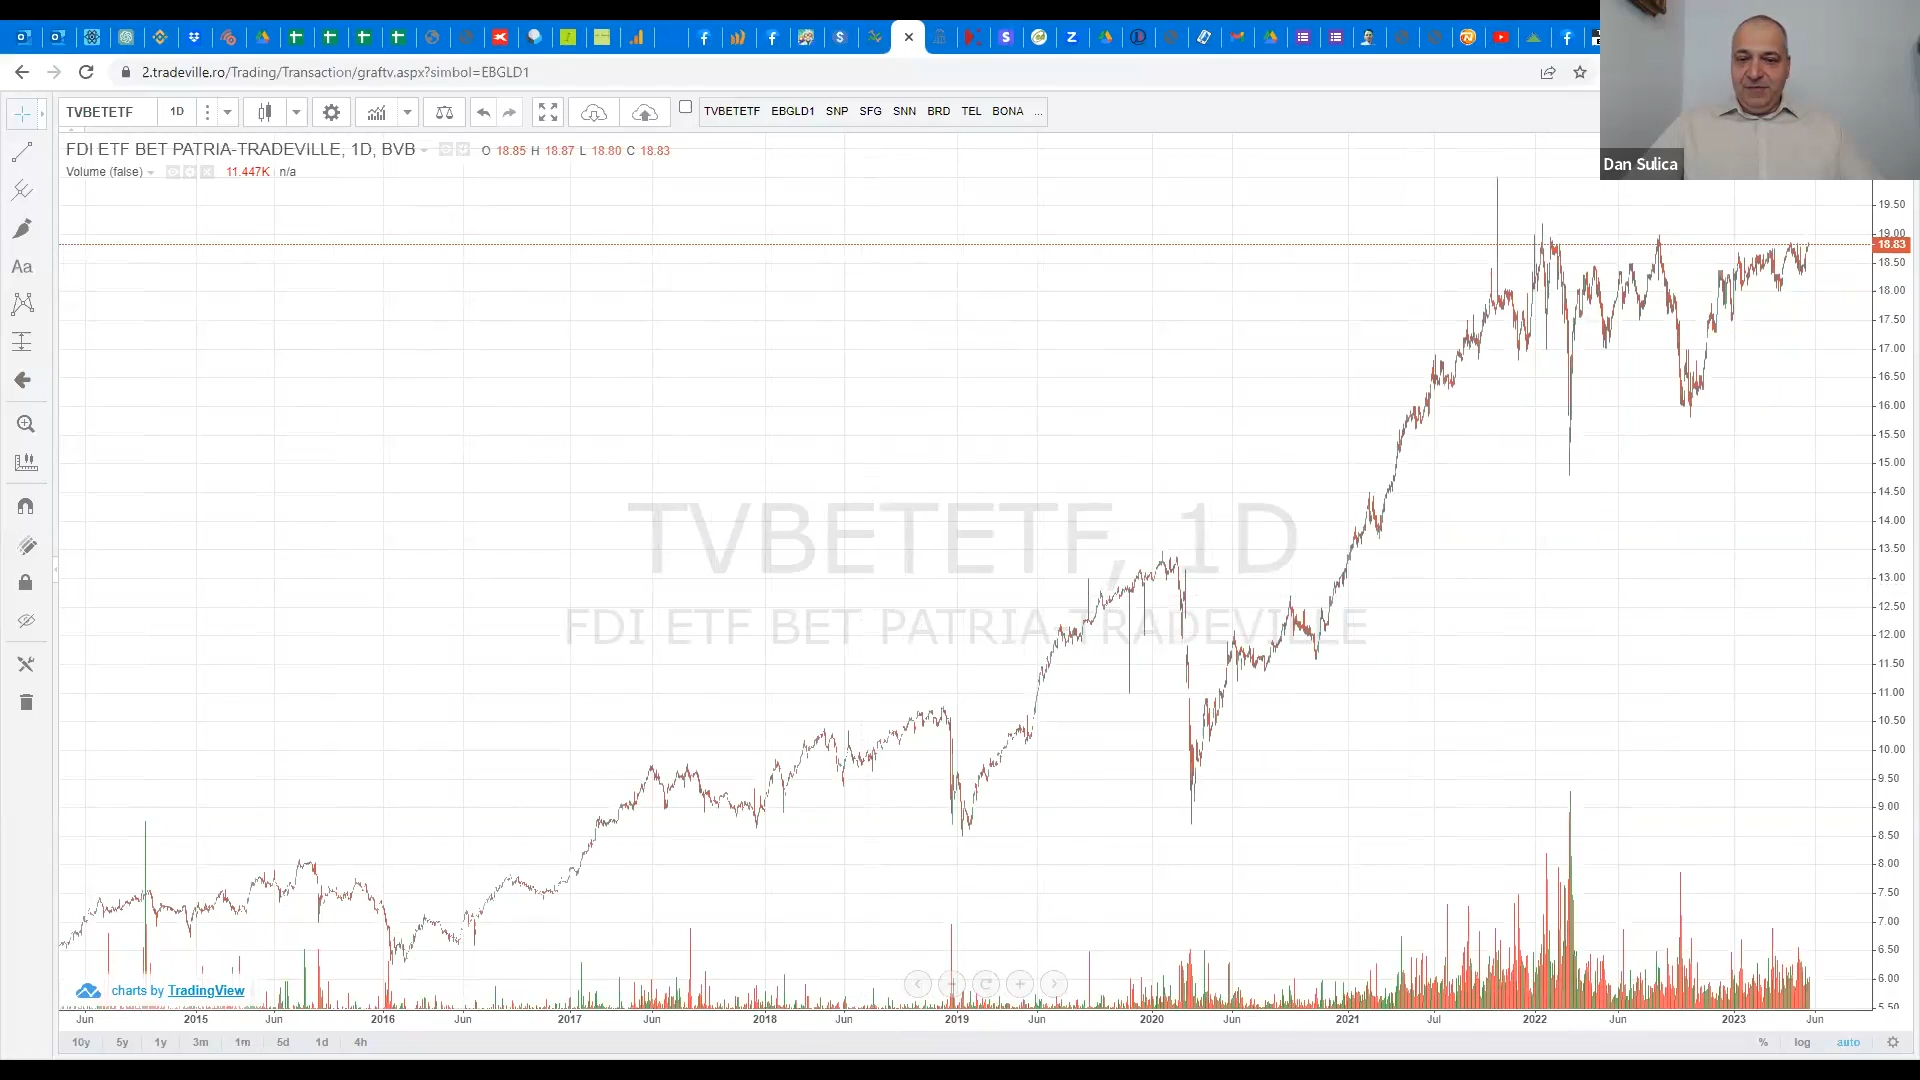 2.tradeville.ro/Trading/Transaction/graftv.aspx?simbol=EBGLD1
TVBETETF 1D TVBETETF EBGLD1 SNP SFG SNN BRD TEL BONA ...
FDI ETF BET PATRIA-TRADEVILLE, 1D, BVB O 18.85 H 18.87 L 18.80 C 18.83
Dan Sulica
Volume (false) 11.447K n/a
Aa
19.50
19.00
18.83
18.50
18.00
17.50
17.00
16.50
16.00
15.50
15.00
14.50
14.00
13.50
13.00
12.50
12.00
11.50
11.00
10.50
10.00
9.50
9.00
8.50
8.00
7.50
7.00
6.50
6.00
5.50
TVBETETF, 1D
FDI ETF BET PATRIA-TRADEVILLE
charts by TradingView
Jun 2015 Jun 2016 Jun 2017 Jun 2018 Jun 2019 Jun 2020 Jun 2021 Jul 2022 Jun 2023 Jun
10y 5y 1y 3m 1m 5d 1d 4h % log auto